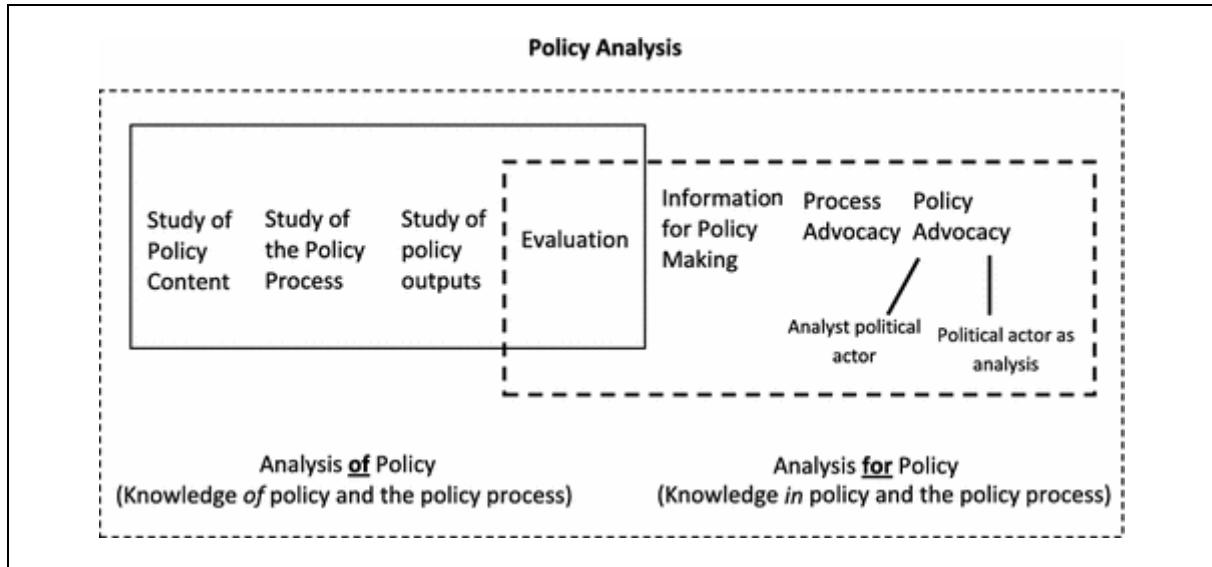 Policy Analysis
Study of
Policy
Content
Study of
the Policy
Process
Study of
policy
outputs
Evaluation
Information
for Policy
Making
Process
Advocacy
Policy
Advocacy
Analyst political
actor
Political actor as
analysis
Analysis of Policy
(Knowledge of policy and the policy process)
Analysis for Policy
(Knowledge in policy and the policy process)